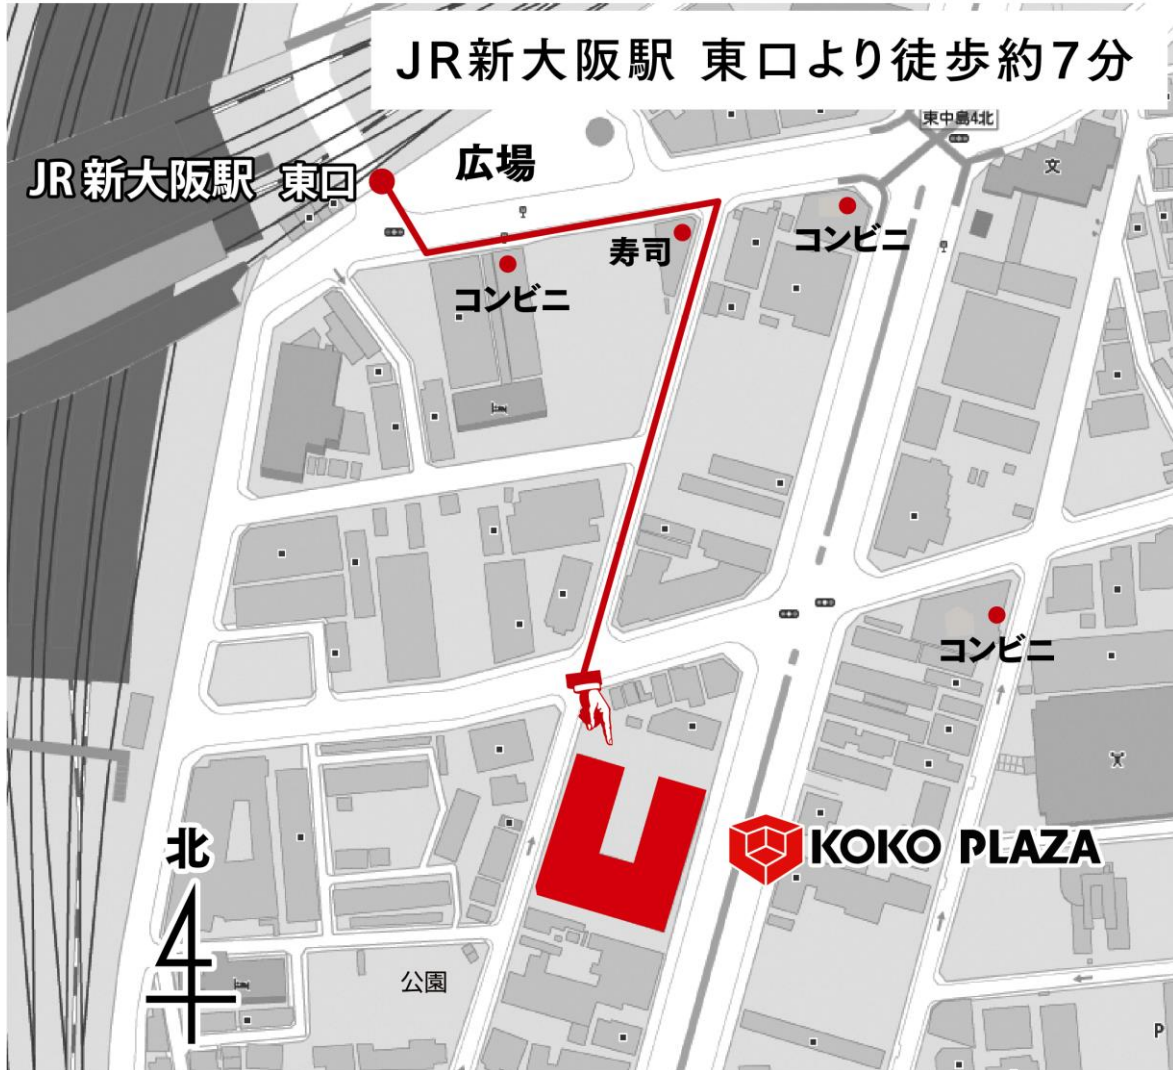 JR新大阪駅 東口より徒歩約7分
東中島4北
JR 新大阪駅 東口
広場
文
コンビニ
寿司
コンビニ
コンビニ
KOKO PLAZA
北
公園
P